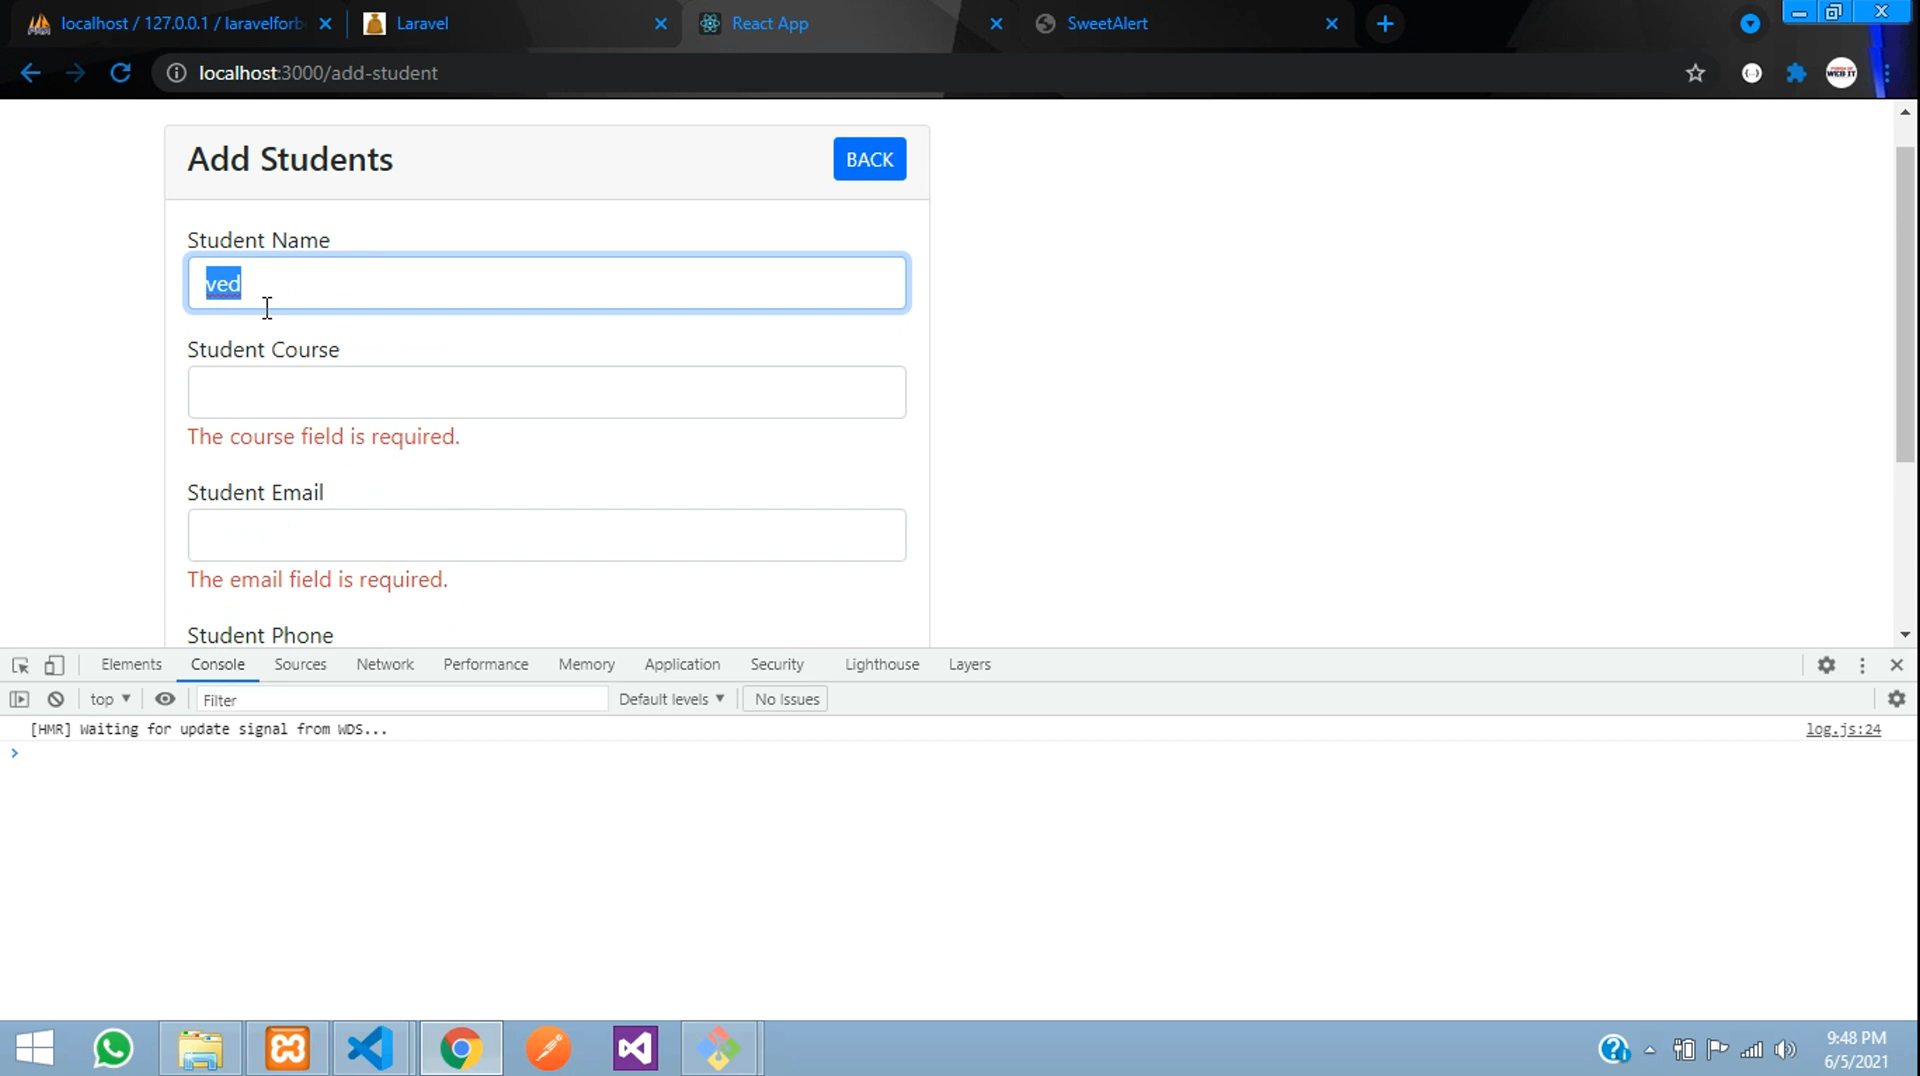 localhost / 127.0.0.1 / laravelforb
Laravel
React App
SweetAlert
localhost:3000/add-student
WEB IT
Add Students
BACK
Student Name
ved
Student Course
The course field is required.
Student Email
The email field is required.
Student Phone
Elements
Console
Sources
Network
Performance
Memory
Application
Security
Lighthouse
Layers
top
Filter
Default levels
No Issues
[HMR] Waiting for update signal from WDS...
log.js:24
9:48 PM
6/5/2021